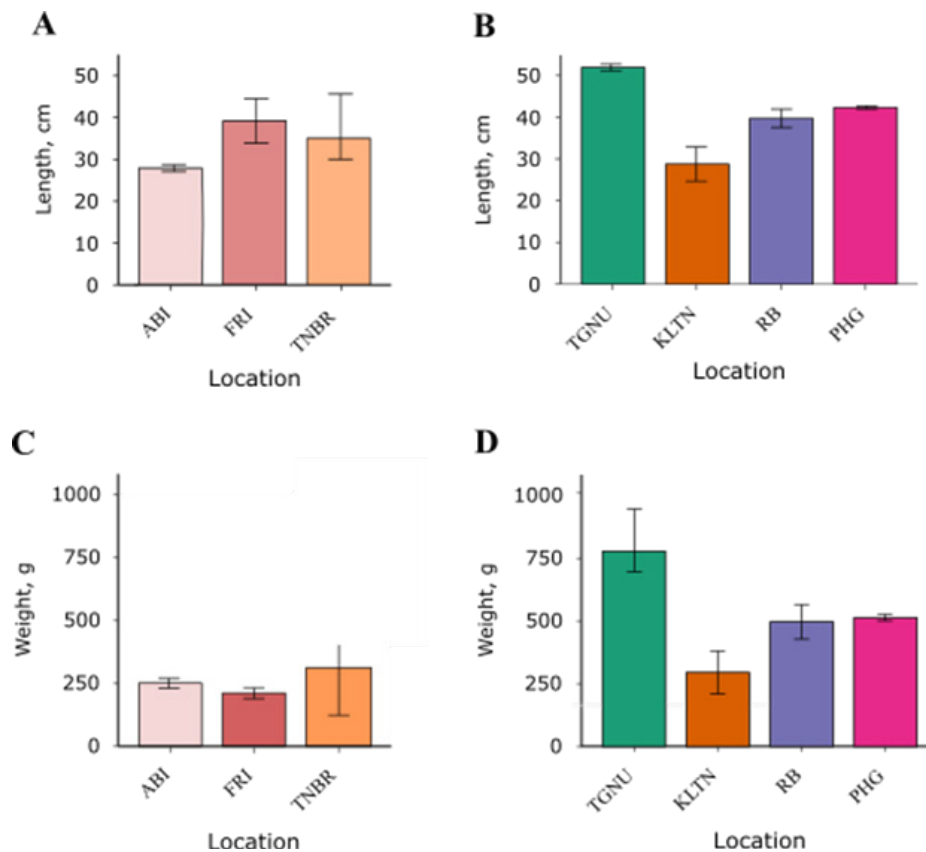 A
Length, cm
50
40
30
20
10
0
ABI
FRI
TNBR
Location
B
Length, cm
50
40
30
20
10
0
TGNU
KLTN
RB
PHG
Location
C
Weight, g
1000
750
500
250
0
ABI
FRI
TNBR
Location
D
Weight, g
1000
750
500
250
0
TGNU
KLTN
RB
PHG
Location